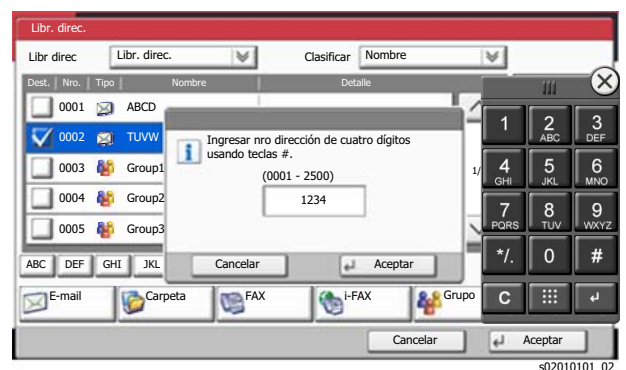 Libr. direc.
Libr direc Libr. direc. Clasificar Nombre
Dest. Nro. Tipo Nombre Detalle
0001 ABCD
0002 TUVW
0003 Group1
0004 Group2
0005 Group3
1/
Ingresar nro dirección de cuatro dígitos
usando teclas #.
(0001 - 2500)
1234
Cancelar Aceptar
ABC DEF GHI JKL
E-mail Carpeta FAX i-FAX Grupo
Cancelar Aceptar
1 2 ABC 3 DEF
4 GHI 5 JKL 6 MNO
7 PQRS 8 TUV 9 WXYZ
*/. 0 #
C
s02010101_02